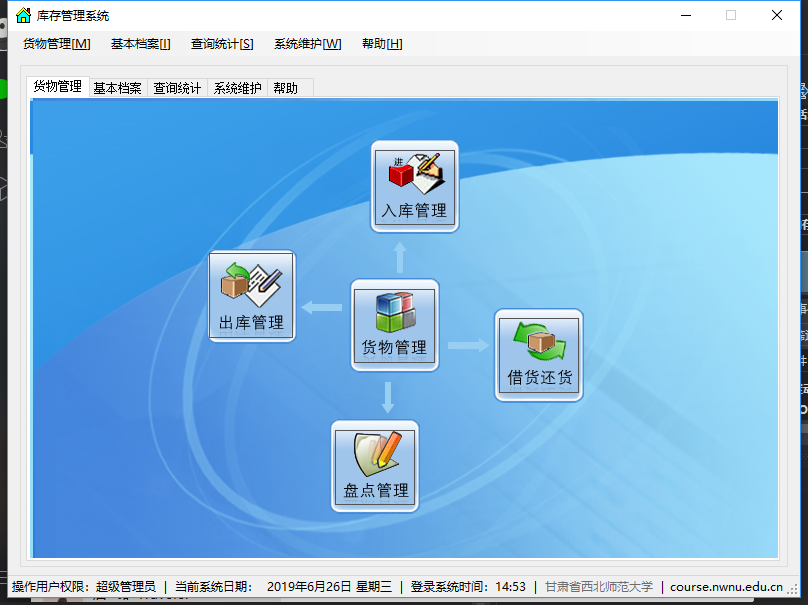 库存管理系统
货物管理[M] 基本档案[I] 查询统计[S] 系统维护[W] 帮助[H]
货物管理 基本档案 查询统计 系统维护 帮助
进
入库管理
出库管理
货物管理
借货还货
盘点管理
操作用户权限: 超级管理员 | 当前系统日期: 2019年6月26日 星期三 | 登录系统时间: 14:53 | 甘肃省西北师范大学 | course.nwnu.edu.cn